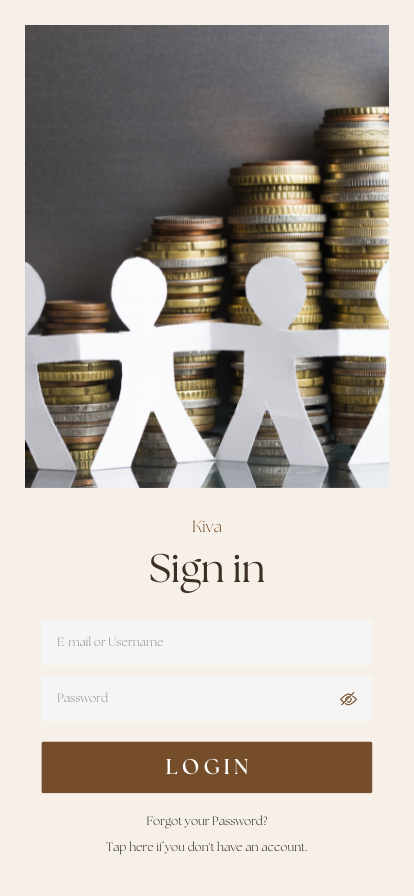 Kiva
Sign in
E-mail or Username
Password
LOGIN
Forgot your Password?
Tap here if you don't have an account.